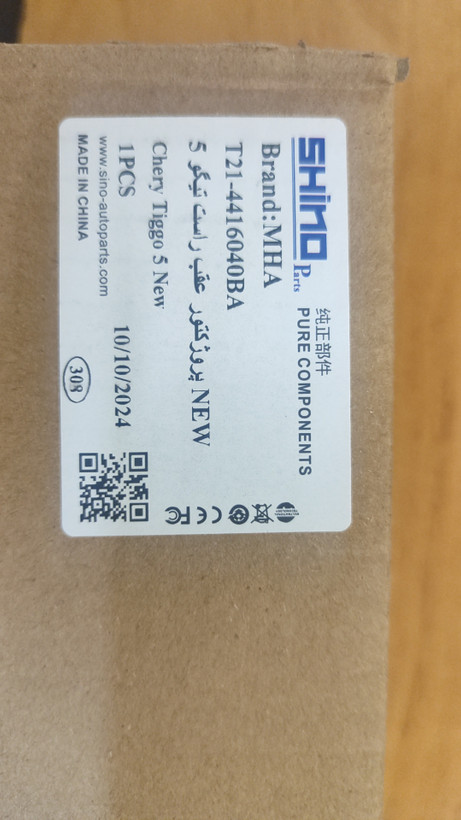 SHIMO Parts
纯正部件
PURE COMPONENTS
Brand:MHA
T21-4416040BA
پروژکتور عقب راست تیگو 5 NEW
Chery Tiggo 5 New
1PCS
10/10/2024
www.sino-autoparts.com
MADE IN CHINA
308